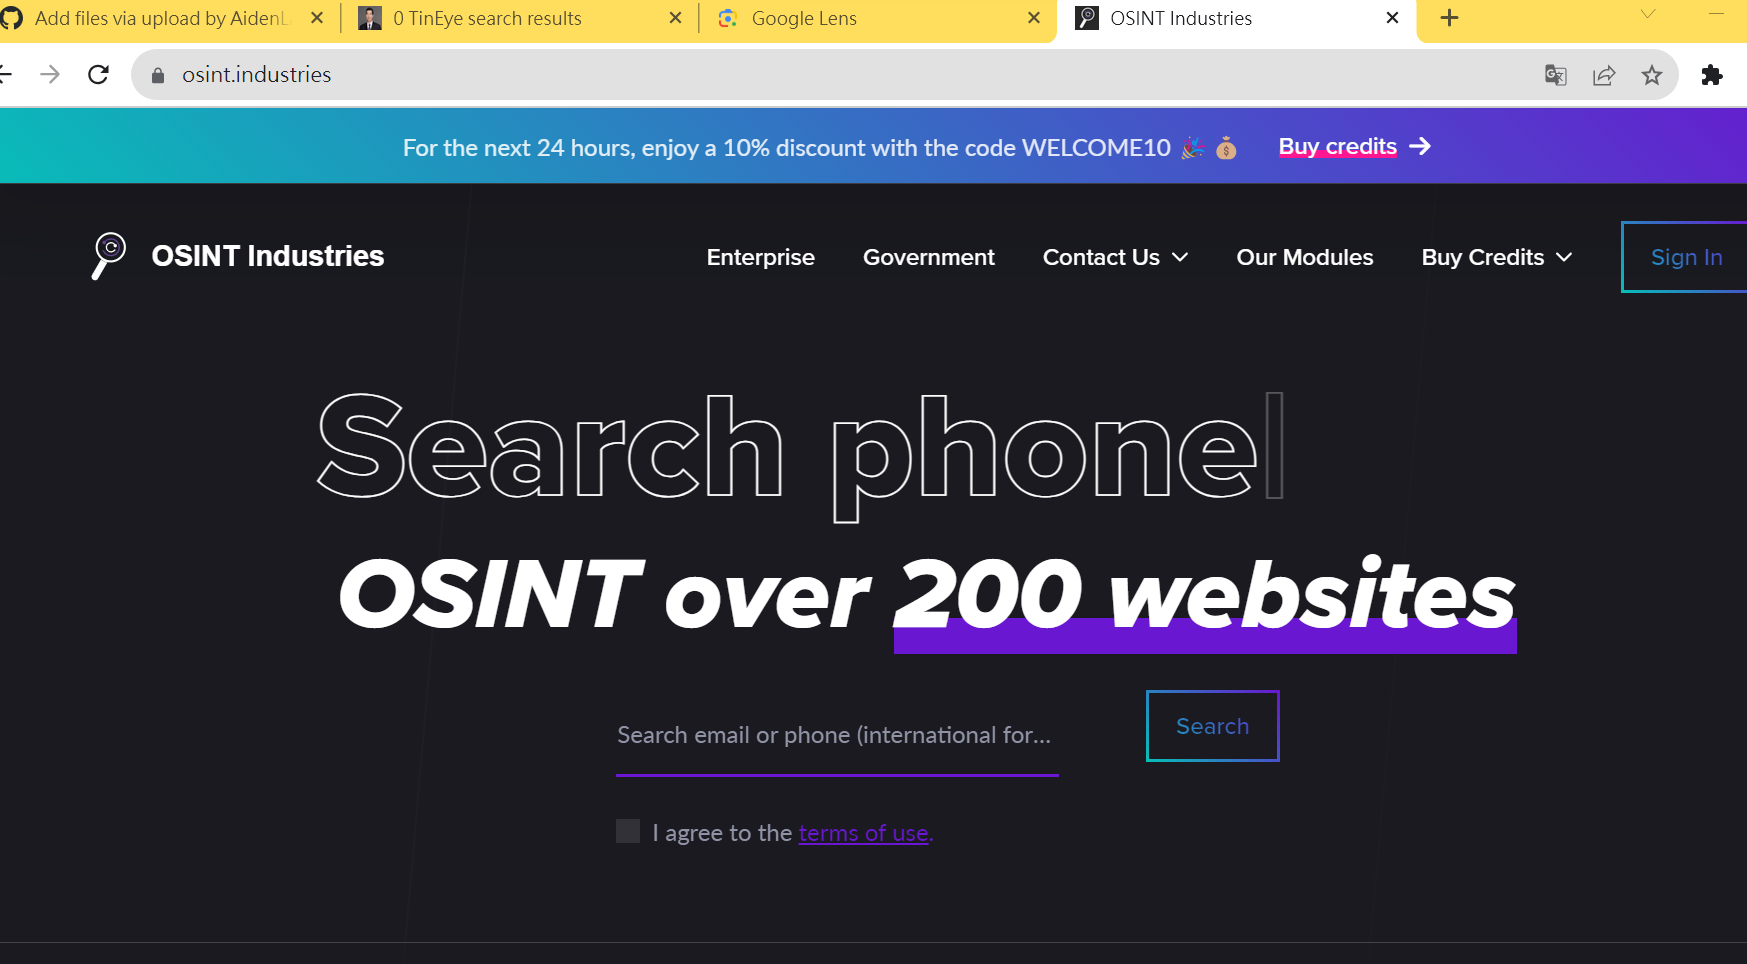 Add files via upload by AidenL
0 TinEye search results
Google Lens
OSINT Industries
osint.industries
For the next 24 hours, enjoy a 10% discount with the code WELCOME10 🎉 💰 Buy credits →
OSINT Industries
Enterprise
Government
Contact Us
Our Modules
Buy Credits
Sign In
Search phone
OSINT over 200 websites
Search email or phone (international for...
Search
I agree to the terms of use.